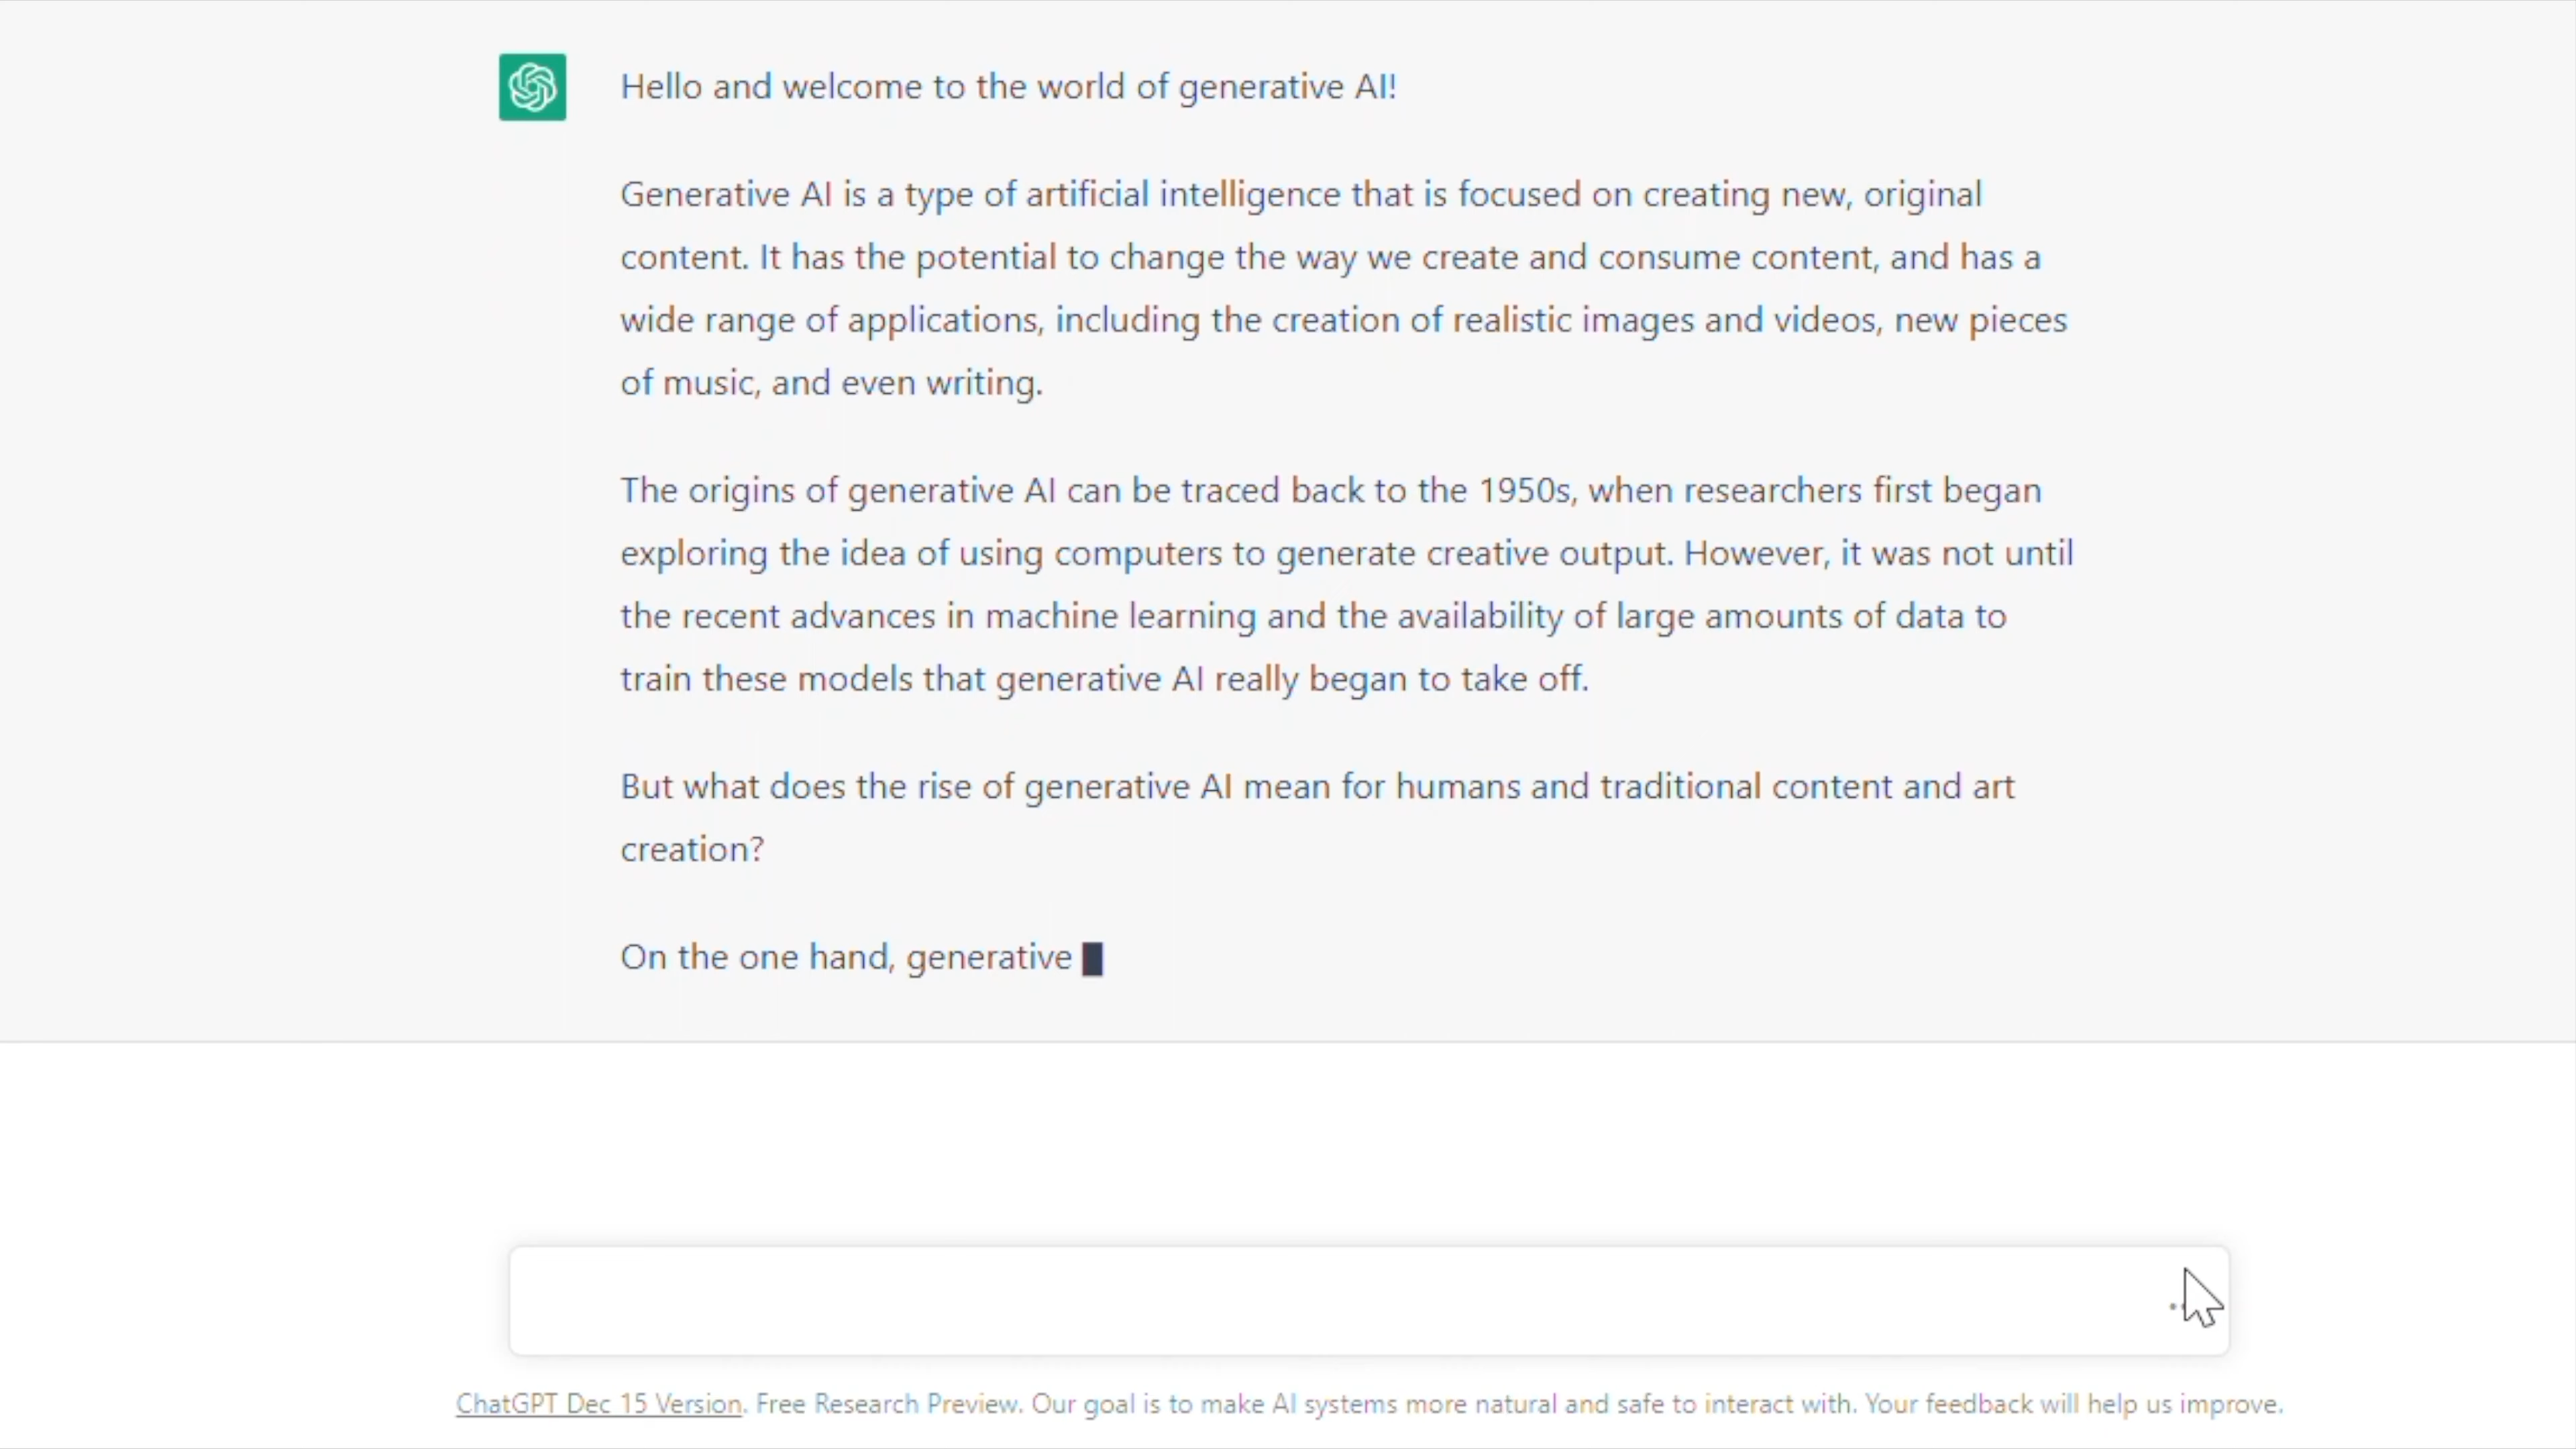 Hello and welcome to the world of generative AI!
Generative AI is a type of artificial intelligence that is focused on creating new, original
content. It has the potential to change the way we create and consume content, and has a
wide range of applications, including the creation of realistic images and videos, new pieces
of music, and even writing.
The origins of generative AI can be traced back to the 1950s, when researchers first began
exploring the idea of using computers to generate creative output. However, it was not until
the recent advances in machine learning and the availability of large amounts of data to
train these models that generative AI really began to take off.
But what does the rise of generative AI mean for humans and traditional content and art
creation?
On the one hand, generative
ChatGPT Dec 15 Version. Free Research Preview. Our goal is to make AI systems more natural and safe to interact with. Your feedback will help us improve.